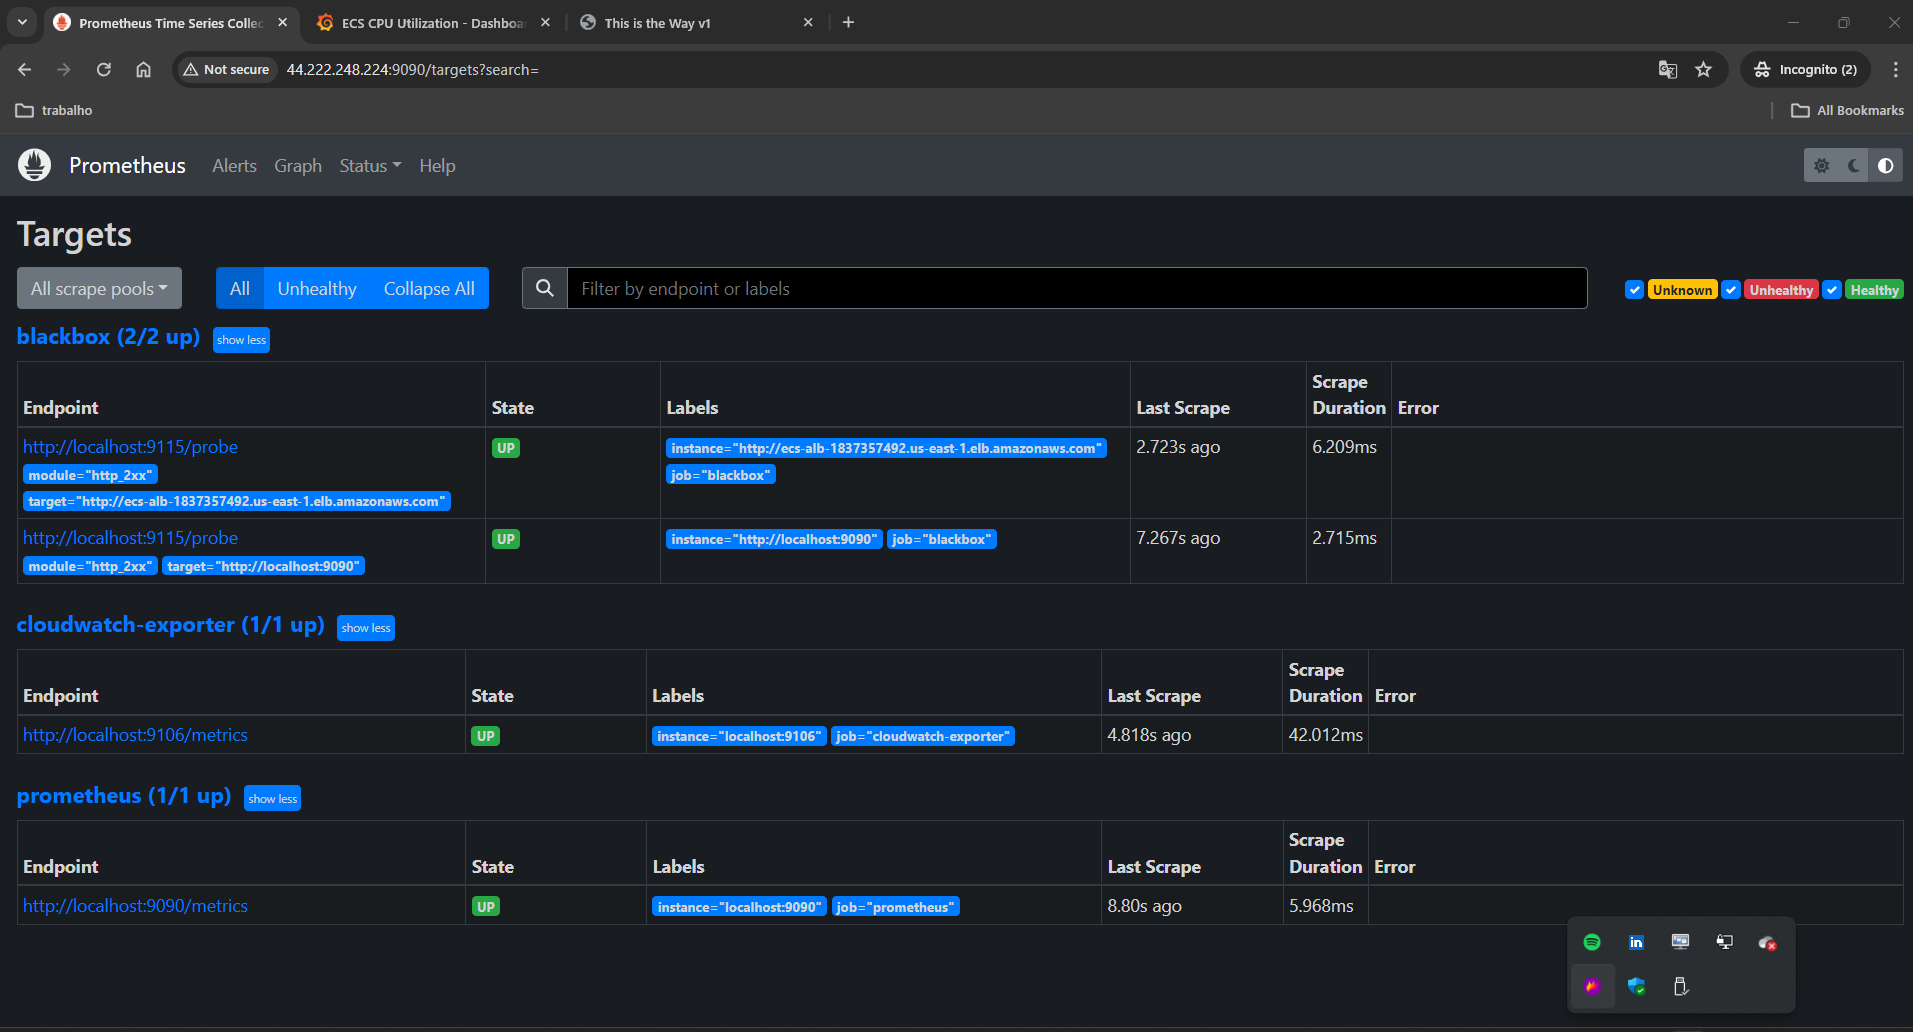 Prometheus Time Series Collec
ECS CPU Utilization - Dashboa
This is the Way v1
Not secure
44.222.248.224:9090/targets?search=
Incognito (2)
trabalho
All Bookmarks
Prometheus Alerts Graph Status Help
Targets
All scrape pools
All Unhealthy Collapse All
Filter by endpoint or labels
Unknown Unhealthy Healthy
blackbox (2/2 up) show less
Endpoint State Labels Last Scrape Scrape Duration Error
http://localhost:9115/probe UP instance="http://ecs-alb-1837357492.us-east-1.elb.amazonaws.com" 2.723s ago 6.209ms
module="http_2xx" job="blackbox"
target="http://ecs-alb-1837357492.us-east-1.elb.amazonaws.com"
http://localhost:9115/probe UP instance="http://localhost:9090" job="blackbox" 7.267s ago 2.715ms
module="http_2xx" target="http://localhost:9090"
cloudwatch-exporter (1/1 up) show less
Endpoint State Labels Last Scrape Scrape Duration Error
http://localhost:9106/metrics UP instance="localhost:9106" job="cloudwatch-exporter" 4.818s ago 42.012ms
prometheus (1/1 up) show less
Endpoint State Labels Last Scrape Scrape Duration Error
http://localhost:9090/metrics UP instance="localhost:9090" job="prometheus" 8.80s ago 5.968ms
in